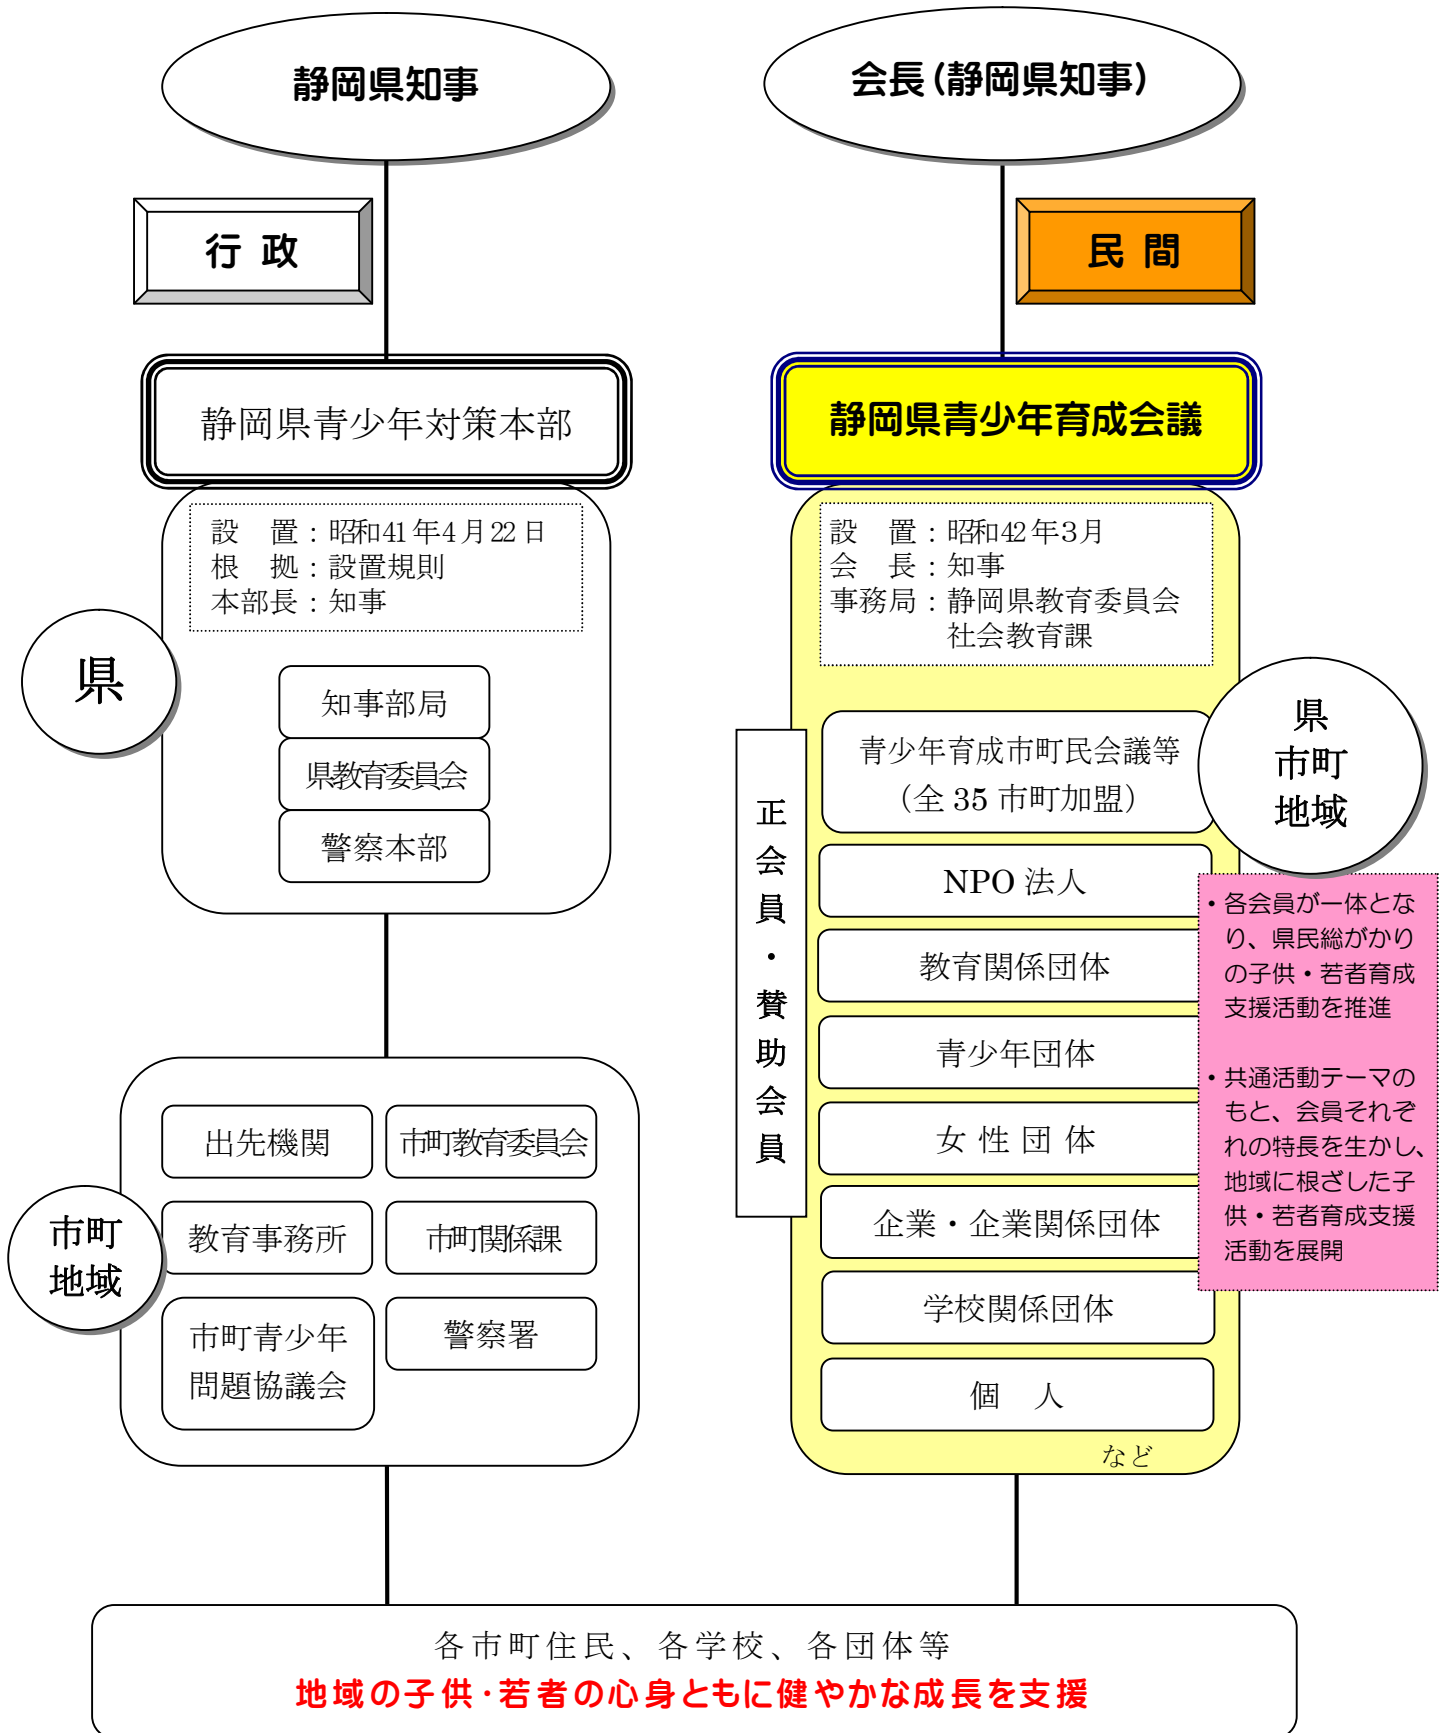 静岡県知事
行 政
静岡県青少年対策本部
設　置：昭和41年4月22日
根　拠：設置規則
本部長：知事
県
知事部局
県教育委員会
警察本部
市町
地域
出先機関
市町教育委員会
教育事務所
市町関係課
市町青少年
問題協議会
警察署
会長（静岡県知事）
民 間
静岡県青少年育成会議
設　置：昭和42年3月
会　長：知事
事務局：静岡県教育委員会
社会教育課
正会員・賛助会員
青少年育成市町民会議等
（全 35 市町加盟）
NPO 法人
教育関係団体
青少年団体
女 性 団 体
企業・企業関係団体
学校関係団体
個　人
など
県
市町
地域
・各会員が一体とな
り、県民総がかり
の子供・若者育成
支援活動を推進
・共通活動テーマの
もと、会員それぞ
れの特長を生かし、
地域に根ざした子
供・若者育成支援
活動を展開
各市町住民、各学校、各団体等
地域の子供・若者の心身ともに健やかな成長を支援